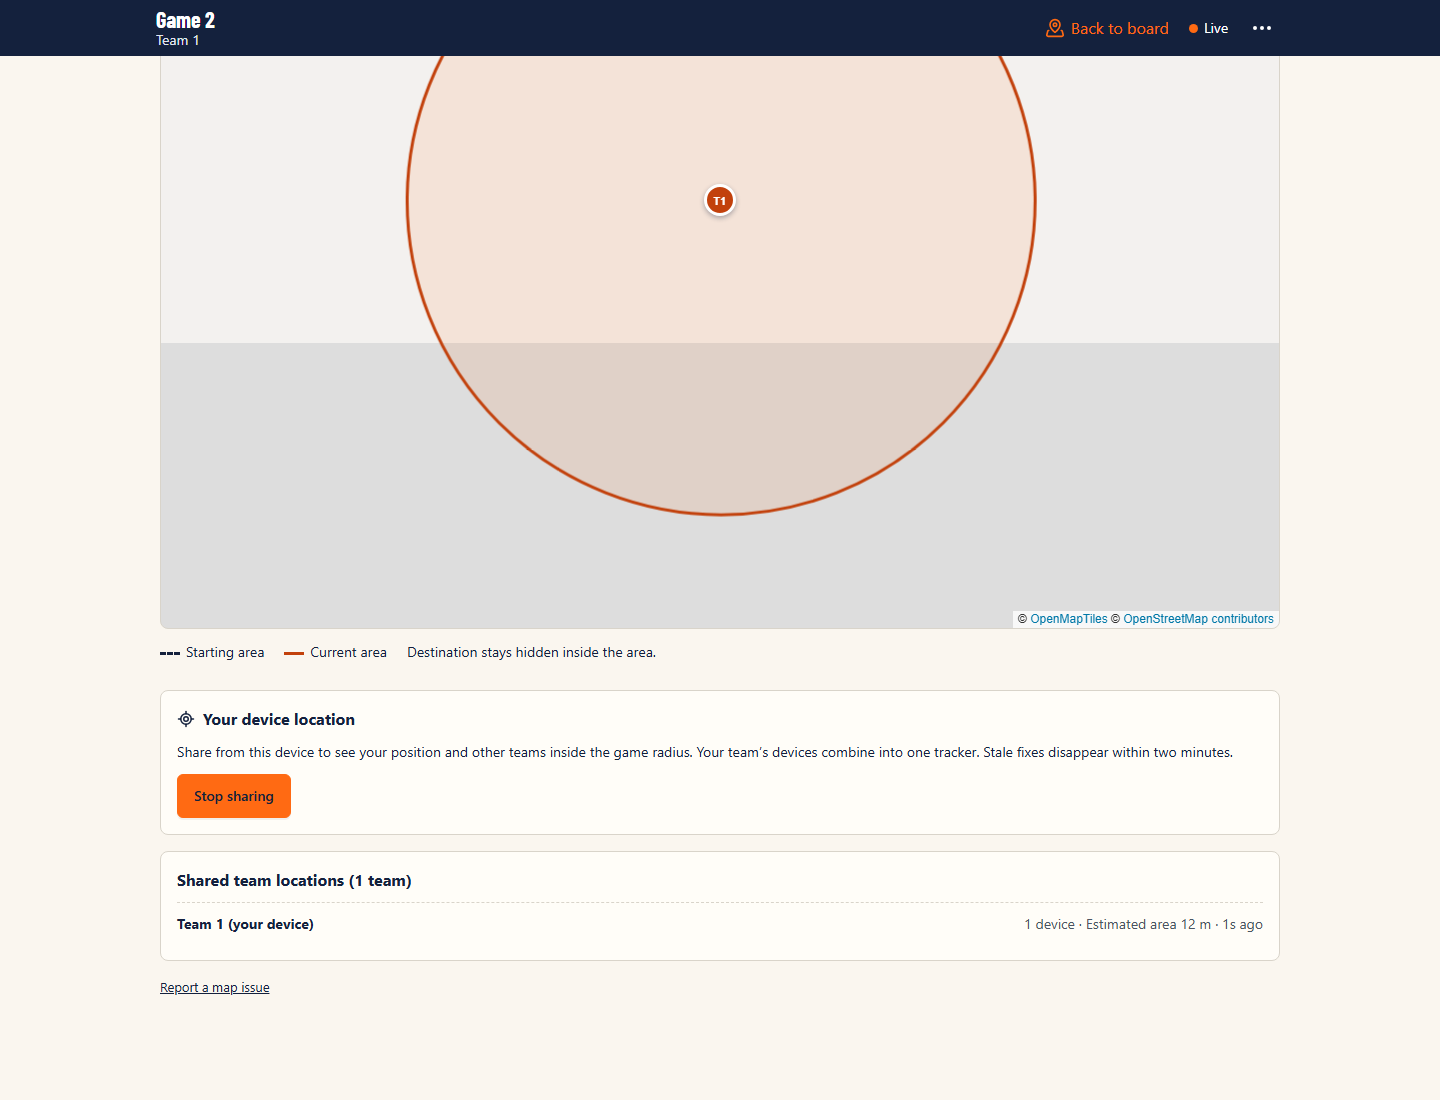 Game 2
Team 1
Back to board
Live
T1
© OpenMapTiles © OpenStreetMap contributors
Starting area
Current area
Destination stays hidden inside the area.
Your device location
Share from this device to see your position and other teams inside the game radius. Your team's devices combine into one tracker. Stale fixes disappear within two minutes.
Stop sharing
Shared team locations (1 team)
Team 1 (your device)
1 device · Estimated area 12 m · 1s ago
Report a map issue